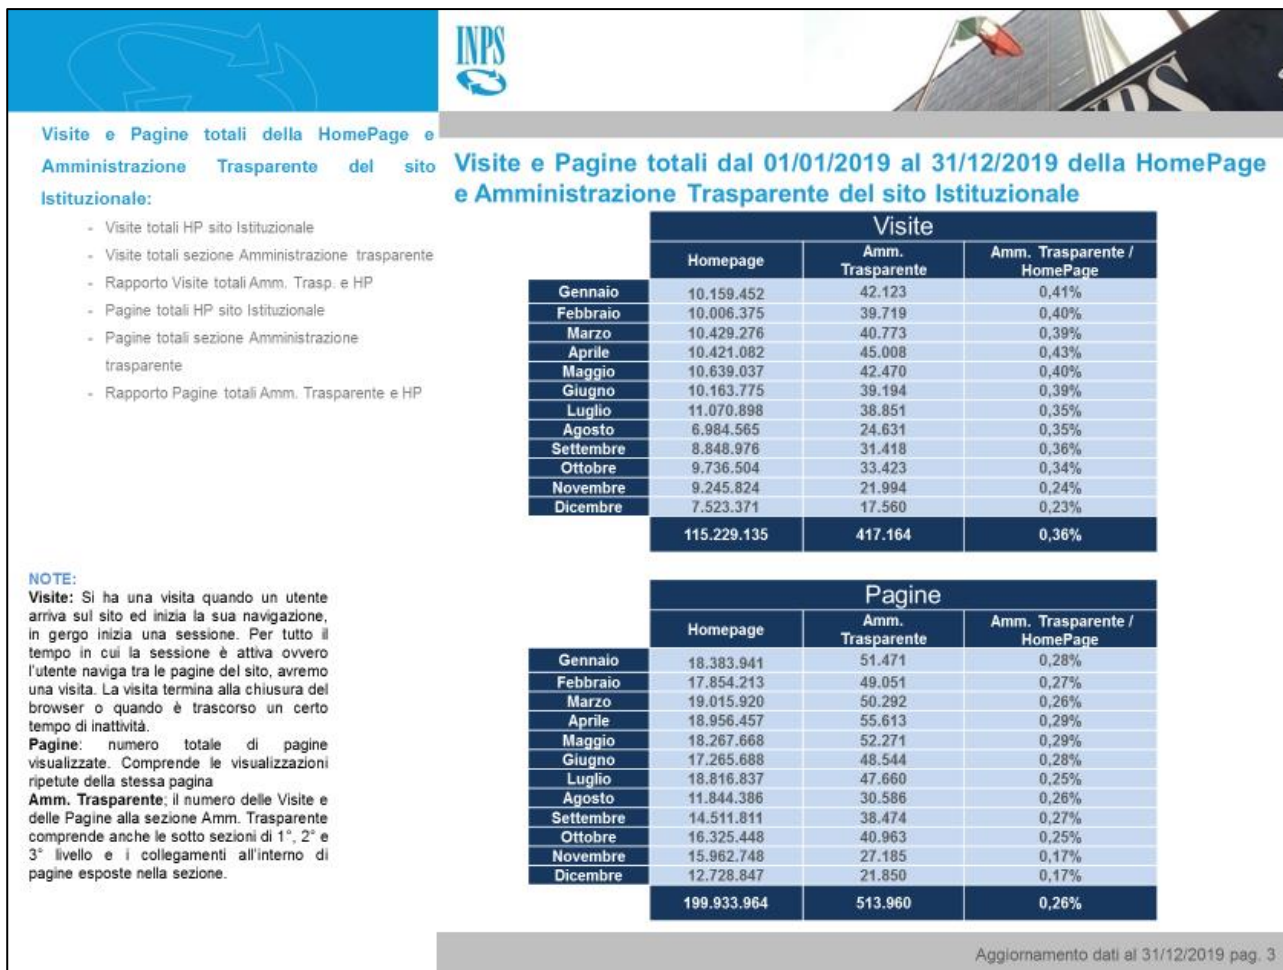 INPS
NPS
Visite e Pagine totali della HomePage e
Amministrazione Trasparente del sito
Istituzionale:
- Visite totali HP sito Istituzionale
- Visite totali sezione Amministrazione trasparente
- Rapporto Visite totali Amm. Trasp. e HP
- Pagine totali HP sito Istituzionale
- Pagine totali sezione Amministrazione
trasparente
- Rapporto Pagine totali Amm. Trasparente e HP
NOTE:
Visite: Si ha una visita quando un utente
arriva sul sito ed inizia la sua navigazione,
in gergo inizia una sessione. Per tutto il
tempo in cui la sessione è attiva ovvero
l'utente naviga tra le pagine del sito, avremo
una visita. La visita termina alla chiusura del
browser o quando è trascorso un certo
tempo di inattività.
Pagine: numero totale di pagine
visualizzate. Comprende le visualizzazioni
ripetute della stessa pagina
Amm. Trasparente; il numero delle Visite e
delle Pagine alla sezione Amm. Trasparente
comprende anche le sotto sezioni di 1°, 2° e
3° livello e i collegamenti all'interno di
pagine esposte nella sezione.
Visite e Pagine totali dal 01/01/2019 al 31/12/2019 della HomePage
e Amministrazione Trasparente del sito Istituzionale
Visite
Homepage Amm. Trasparente Amm. Trasparente / HomePage
Gennaio 10.159.452 42.123 0,41%
Febbraio 10.006.375 39.719 0,40%
Marzo 10.429.276 40.773 0,39%
Aprile 10.421.082 45.008 0,43%
Maggio 10.639.037 42.470 0,40%
Giugno 10.163.775 39.194 0,39%
Luglio 11.070.898 38.851 0,35%
Agosto 6.984.565 24.631 0,35%
Settembre 8.848.976 31.418 0,36%
Ottobre 9.736.504 33.423 0,34%
Novembre 9.245.824 21.994 0,24%
Dicembre 7.523.371 17.560 0,23%
115.229.135 417.164 0,36%
Pagine
Homepage Amm. Trasparente Amm. Trasparente / HomePage
Gennaio 18.383.941 51.471 0,28%
Febbraio 17.854.213 49.051 0,27%
Marzo 19.015.920 50.292 0,26%
Aprile 18.956.457 55.613 0,29%
Maggio 18.267.668 52.271 0,29%
Giugno 17.265.688 48.544 0,28%
Luglio 18.816.837 47.660 0,25%
Agosto 11.844.386 30.586 0,26%
Settembre 14.511.811 38.474 0,27%
Ottobre 16.325.448 40.963 0,25%
Novembre 15.962.748 27.185 0,17%
Dicembre 12.728.847 21.850 0,17%
199.933.964 513.960 0,26%
Aggiornamento dati al 31/12/2019 pag. 3